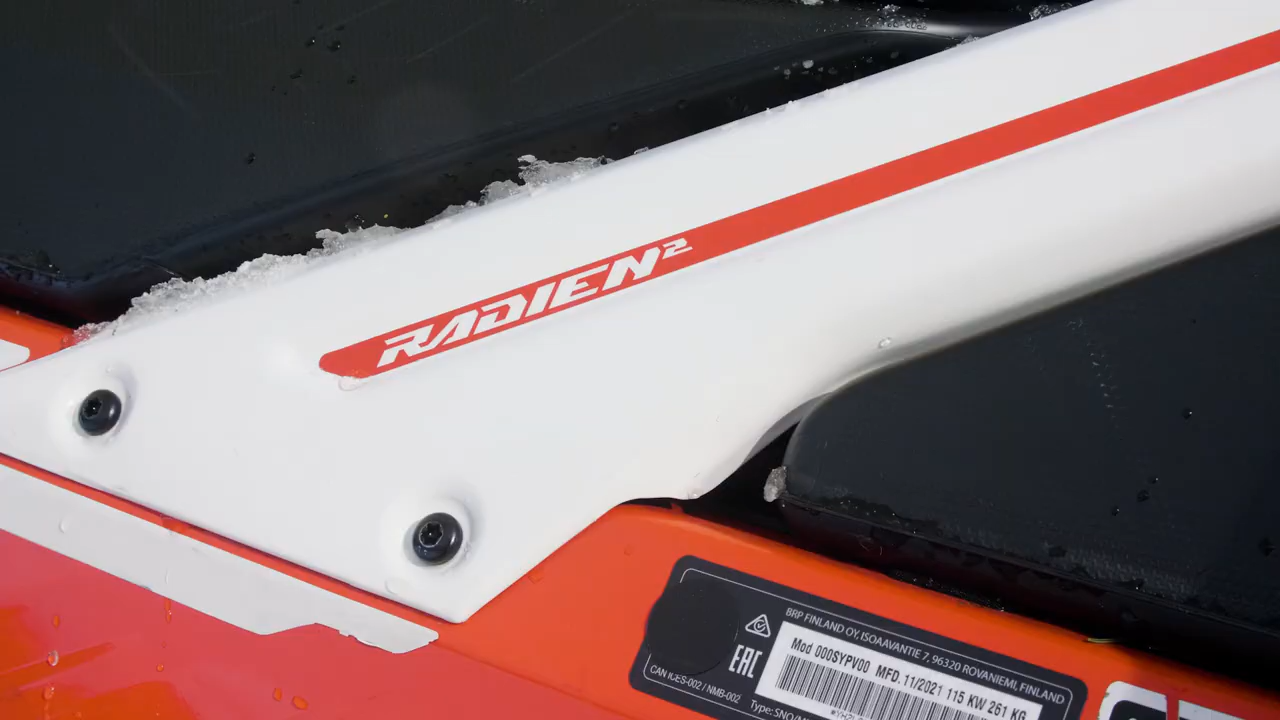 RADIEN²
BRP FINLAND OY, ISOAAVANTIE 7, 96320 ROVANIEMI, FINLAND
EAC
Mod 000SYPV00 MFD. 11/2021 115 KW 261 KG
CAN ICES-002 / NMB-002